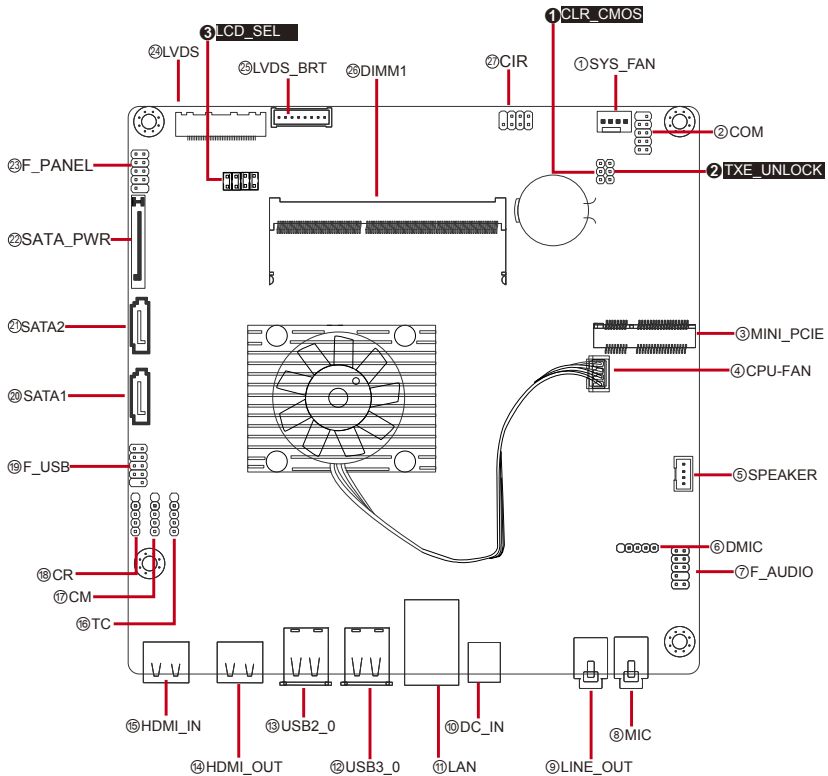 ❶CLR_CMOS
❸LCD_SEL
㉔LVDS
㉕LVDS_BRT
㉖DIMM1
㉗CIR
①SYS_FAN
②COM
㉓F_PANEL
❷TXE_UNLOCK
㉒SATA_PWR
㉑SATA2
③MINI_PCIE
④CPU-FAN
⑳SATA1
⑲F_USB
⑤SPEAKER
⑥DMIC
⑱CR
⑦F_AUDIO
⑰CM
⑯TC
⑮HDMI_IN
⑬USB2_0
⑩DC_IN
⑧MIC
⑭HDMI_OUT
⑫USB3_0
⑪LAN
⑨LINE_OUT